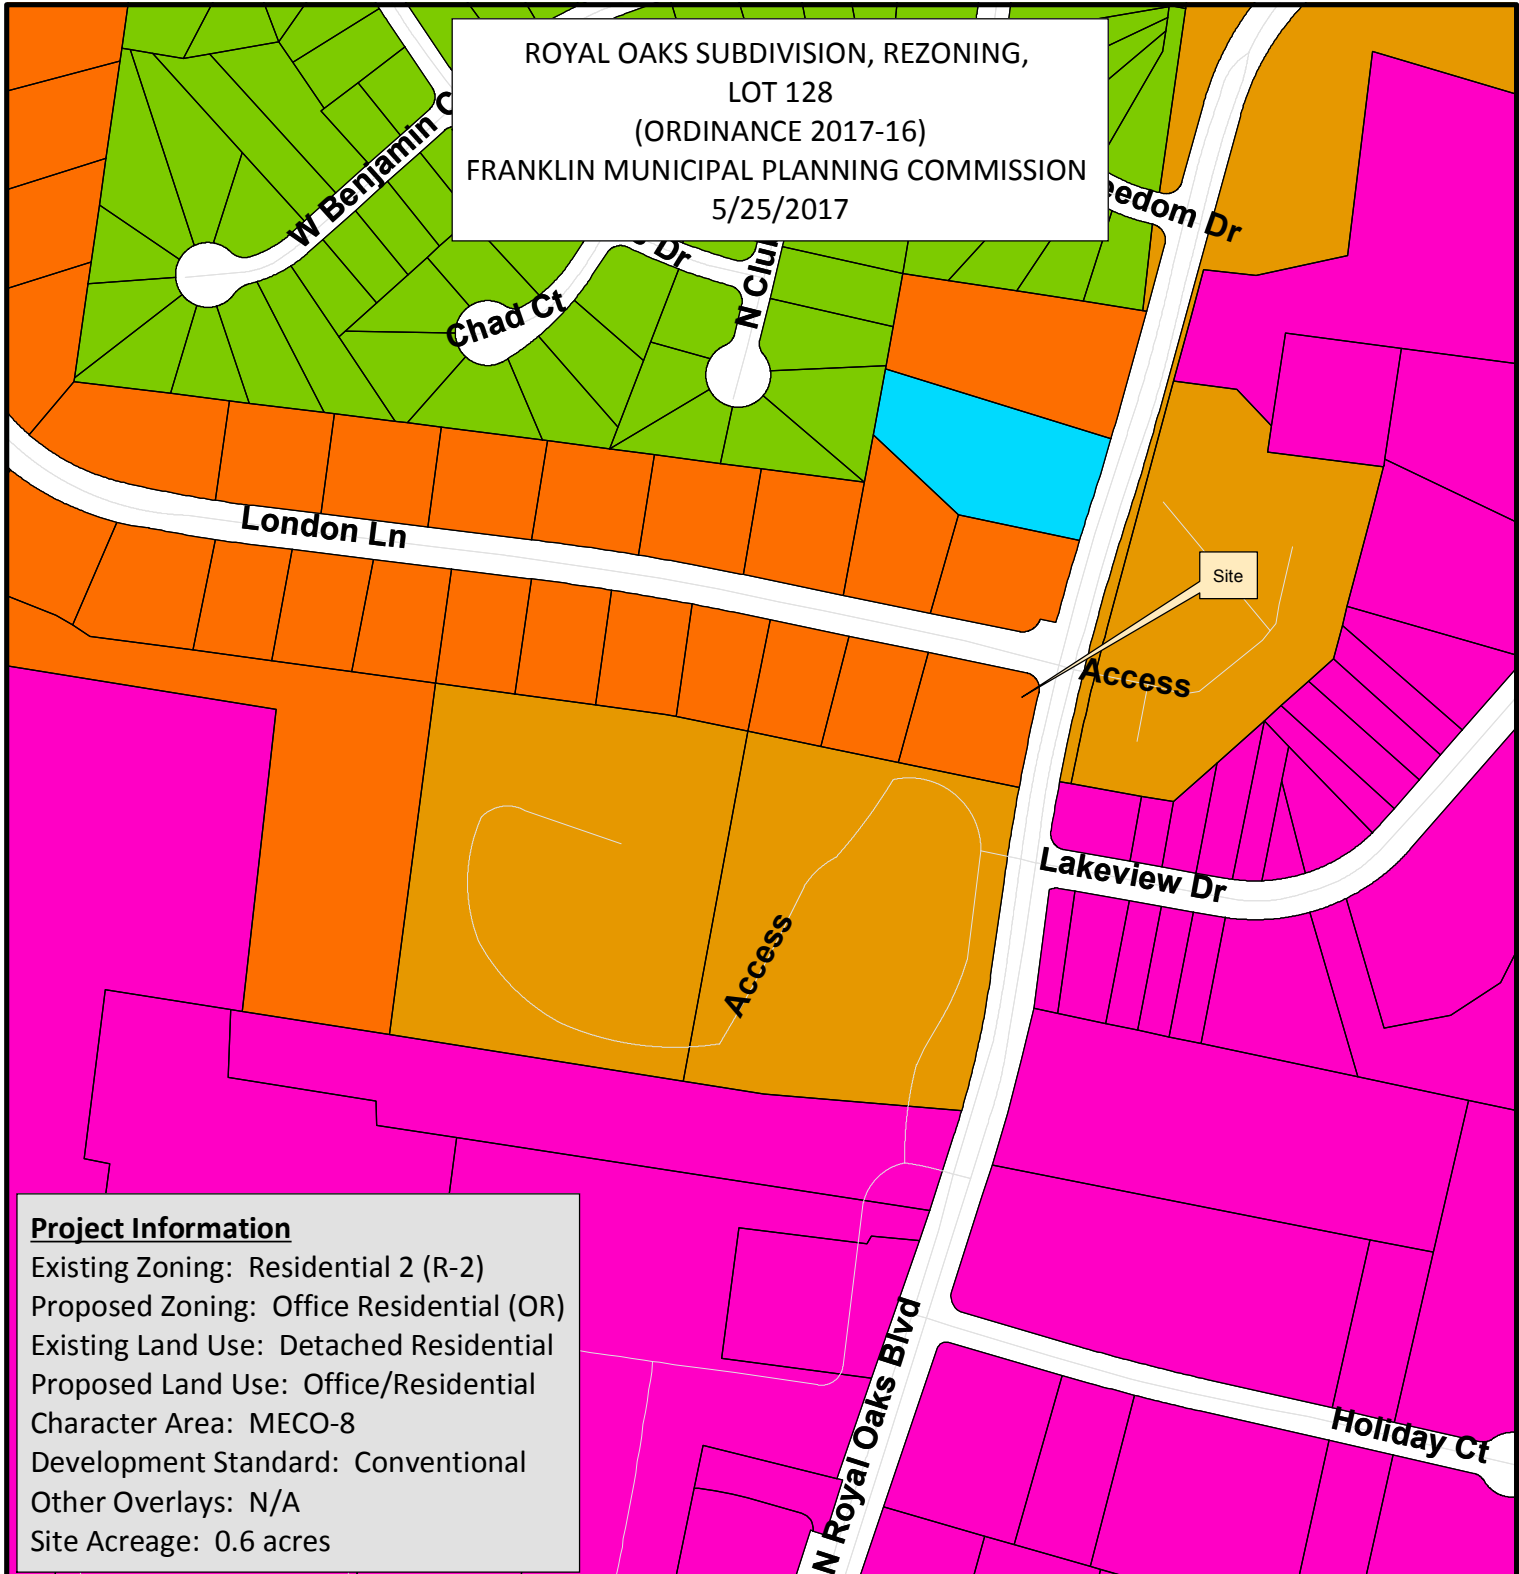 ROYAL OAKS SUBDIVISION, REZONING,
LOT 128
(ORDINANCE 2017-16)
FRANKLIN MUNICIPAL PLANNING COMMISSION
5/25/2017
W Benjamin
eedom Dr
Dr
N Clu
Chad Ct
London Ln
Site
Access
Lakeview Dr
Access
N Royal Oaks Blvd
Holiday Ct
Project Information
Existing Zoning: Residential 2 (R-2)
Proposed Zoning: Office Residential (OR)
Existing Land Use: Detached Residential
Proposed Land Use: Office/Residential
Character Area: MECO-8
Development Standard: Conventional
Other Overlays: N/A
Site Acreage: 0.6 acres